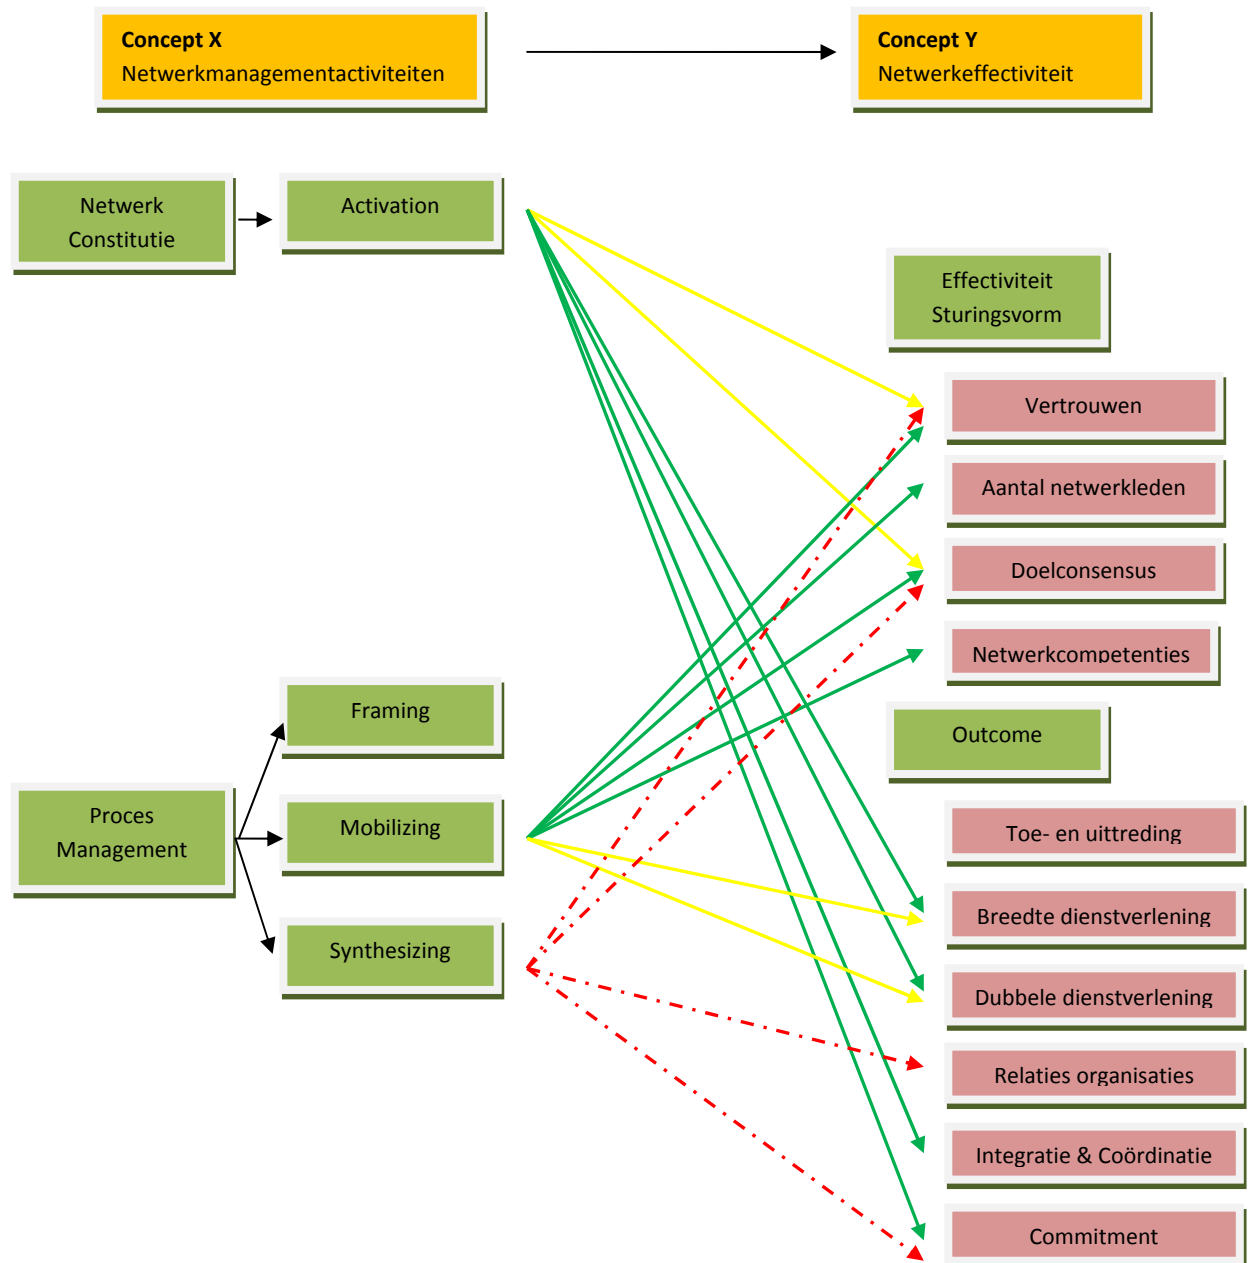 Concept X
Netwerkmanagementactiviteiten
Concept Y
Netwerkeffectiviteit
Netwerk
Constitutie
Activation
Effectiviteit
Sturingsvorm
Vertrouwen
Aantal netwerkleden
Doelconsensus
Netwerkcompetenties
Framing
Outcome
Proces
Management
Mobilizing
Toe- en uittreding
Breedte dienstverlening
Synthesizing
Dubbele dienstverlening
Relaties organisaties
Integratie & Coördinatie
Commitment